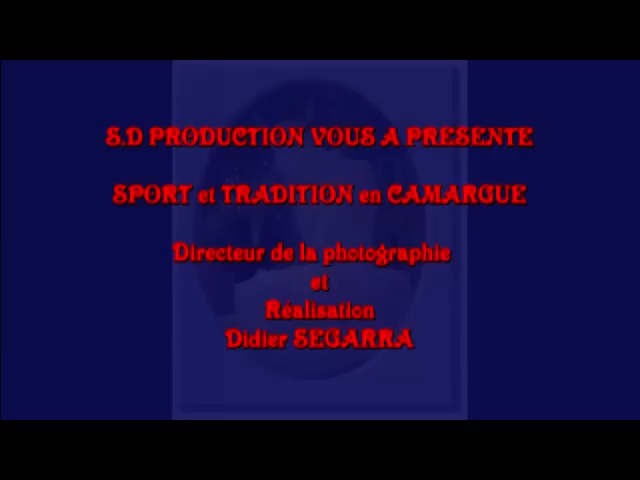 S.D PRODUCTION VOUS A PRESENTE
SPORT et TRADITION en CAMARGUE
Directeur de la photographie
et
Réalisation
Didier SEGARRA